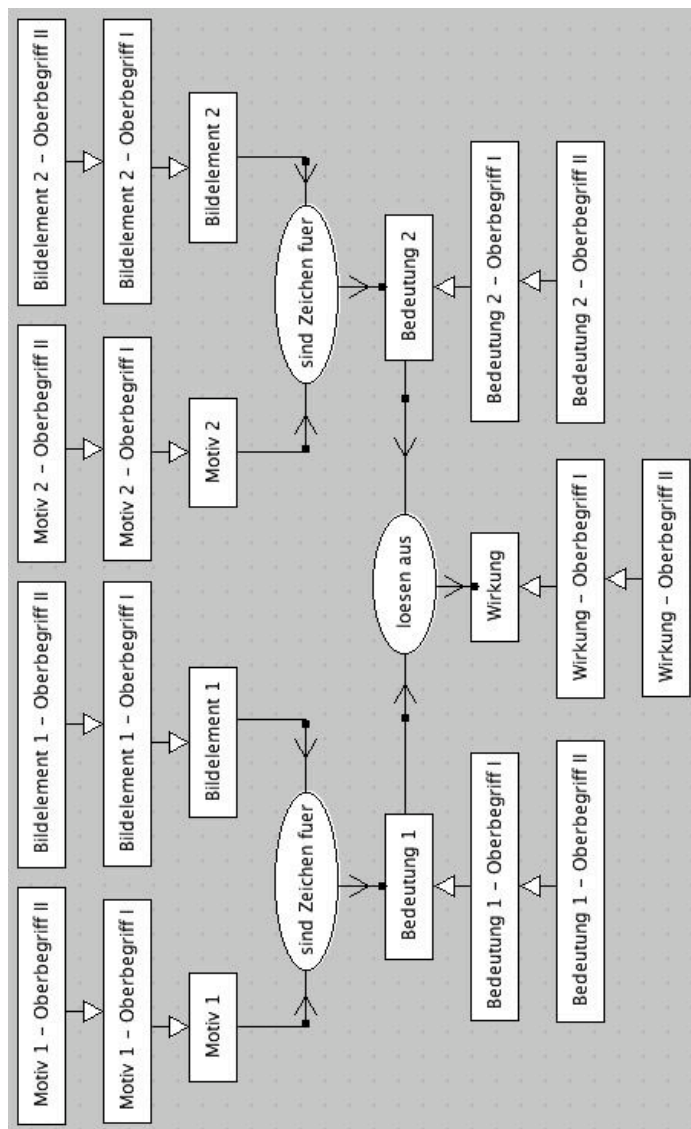 Motiv 1 – Oberbegriff II
Bildelement 1 – Oberbegriff II
Motiv 2 – Oberbegriff II
Bildelement 2 – Oberbegriff II
Motiv 1 – Oberbegriff I
Bildelement 1 – Oberbegriff I
Motiv 2 – Oberbegriff I
Bildelement 2 – Oberbegriff I
Motiv 1
Bildelement 1
Motiv 2
Bildelement 2
sind Zeichen fuer
sind Zeichen fuer
Bedeutung 1
loesen aus
Bedeutung 2
Bedeutung 1 – Oberbegriff I
Wirkung
Bedeutung 2 – Oberbegriff I
Bedeutung 1 – Oberbegriff II
Wirkung – Oberbegriff I
Bedeutung 2 – Oberbegriff II
Wirkung – Oberbegriff II